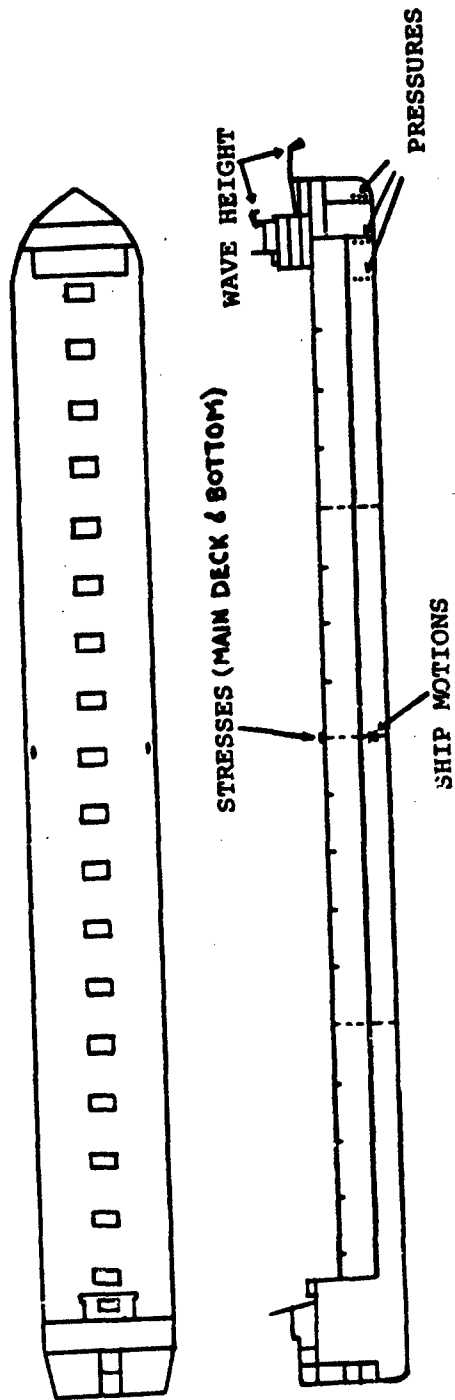 WAVE HEIGHT
PRESSURES
STRESSES (MAIN DECK & BOTTOM)
SHIP MOTIONS